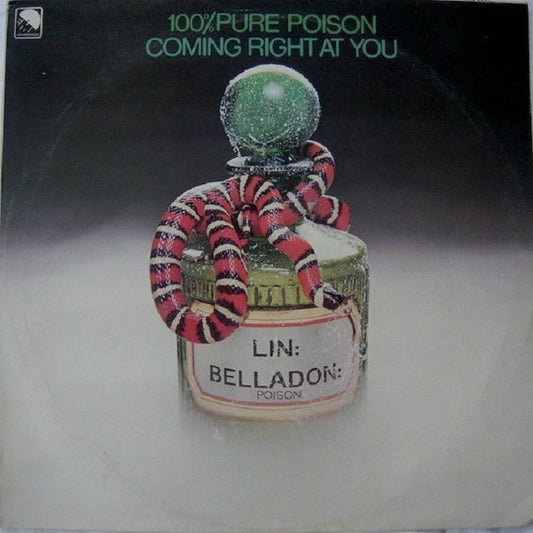 100% PURE POISON
COMING RIGHT AT YOU
LIN:
BELLADON:
POISON